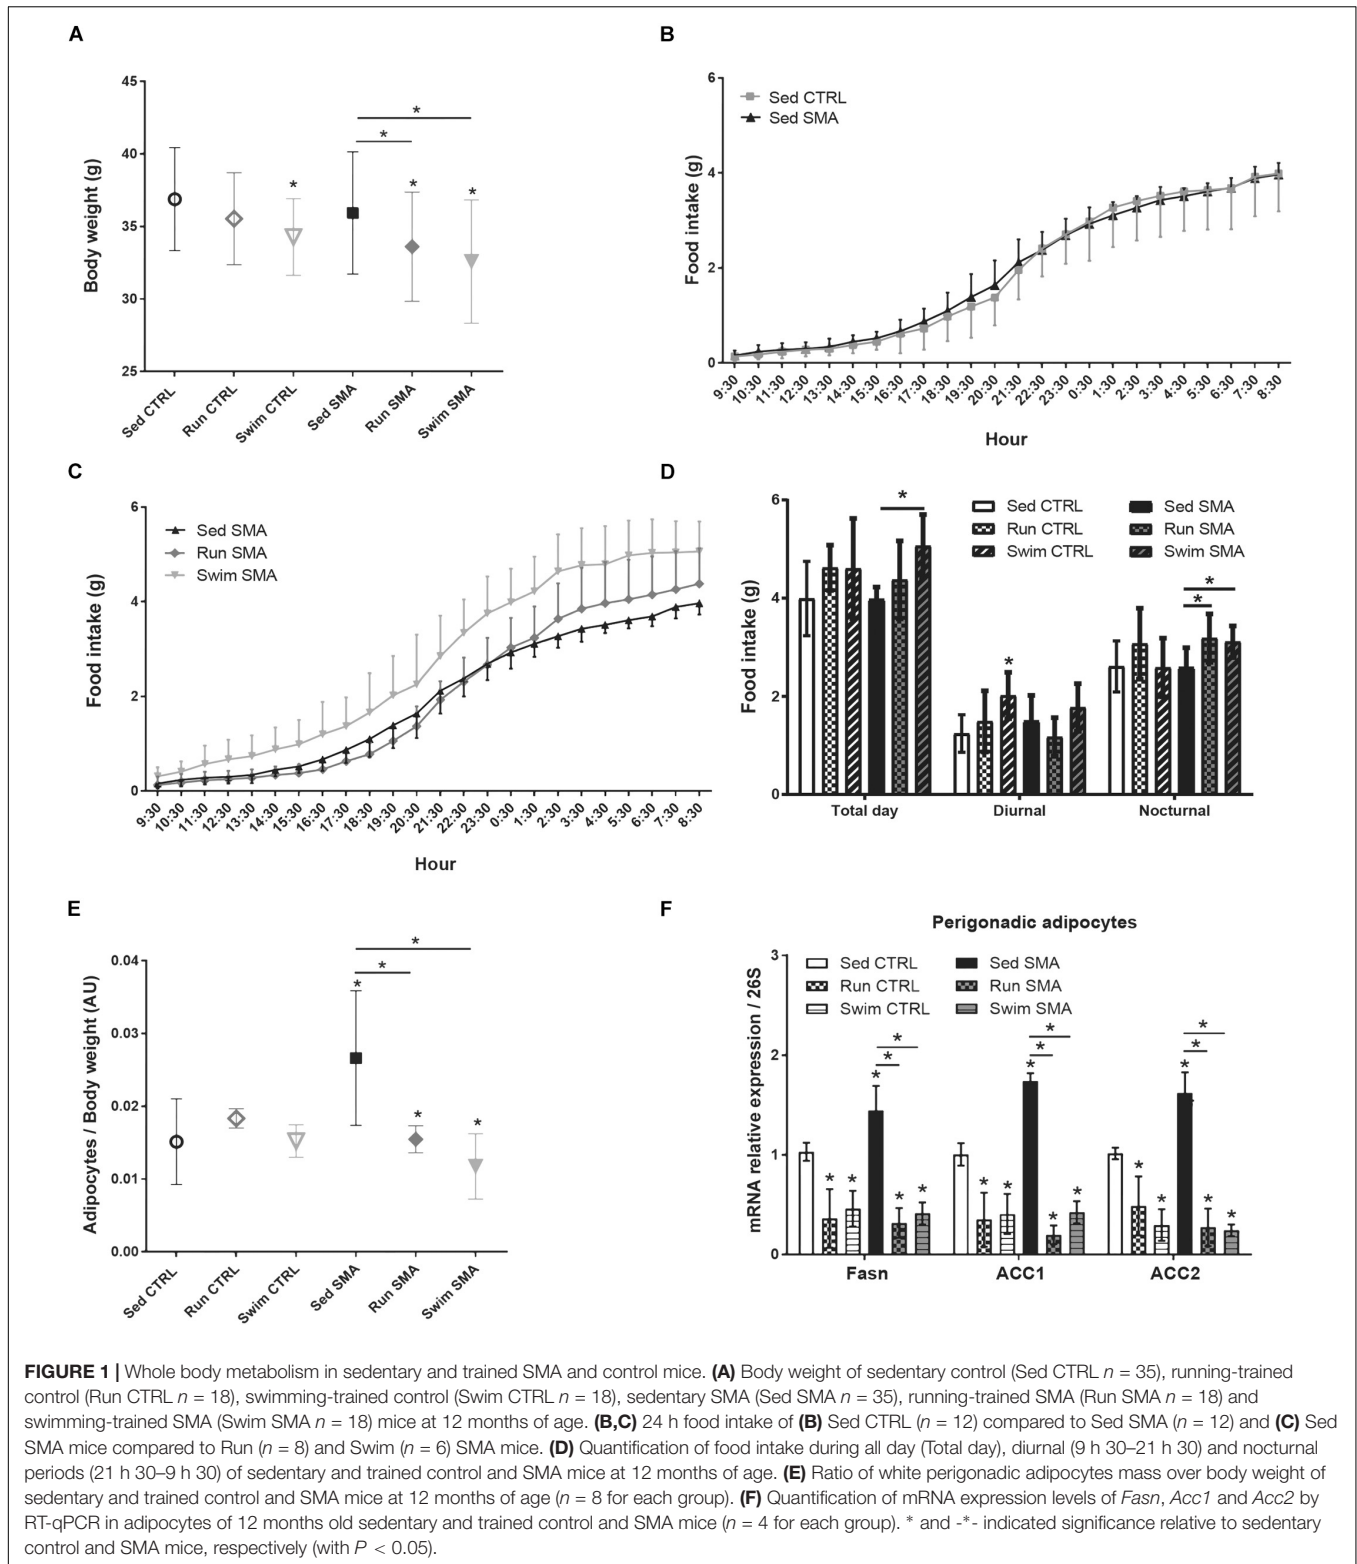 A
45
40
35
30
25
Body weight (g)
*
*
*
*
*
Sed CTRL
Run CTRL
Swim CTRL
Sed SMA
Run SMA
Swim SMA
B
6
4
2
0
Food intake (g)
Sed CTRL
Sed SMA
9:30
10:30
11:30
12:30
13:30
14:30
15:30
16:30
17:30
18:30
19:30
20:30
21:30
22:30
23:30
0:30
1:30
2:30
3:30
4:30
5:30
6:30
7:30
8:30
Hour
C
6
4
2
0
Food intake (g)
Sed SMA
Run SMA
Swim SMA
9:30
10:30
11:30
12:30
13:30
14:30
15:30
16:30
17:30
18:30
19:30
20:30
21:30
22:30
23:30
0:30
1:30
2:30
3:30
4:30
5:30
6:30
7:30
8:30
Hour
D
6
4
2
0
Food intake (g)
Sed CTRL
Run CTRL
Swim CTRL
Sed SMA
Run SMA
Swim SMA
*
*
*
*
Total day
Diurnal
Nocturnal
E
0.04
0.03
0.02
0.01
0.00
Adipocytes / Body weight (AU)
*
*
*
*
*
Sed CTRL
Run CTRL
Swim CTRL
Sed SMA
Run SMA
Swim SMA
F
Perigonadic adipocytes
3
2
1
0
mRNA relative expression / 26S
Sed CTRL
Run CTRL
Swim CTRL
Sed SMA
Run SMA
Swim SMA
* * * * * * *
* * * * * * *
* * * * * * *
Fasn
ACC1
ACC2
FIGURE 1 | Whole body metabolism in sedentary and trained SMA and control mice. (A) Body weight of sedentary control (Sed CTRL n = 35), running-trained
control (Run CTRL n = 18), swimming-trained control (Swim CTRL n = 18), sedentary SMA (Sed SMA n = 35), running-trained SMA (Run SMA n = 18) and
swimming-trained SMA (Swim SMA n = 18) mice at 12 months of age. (B,C) 24 h food intake of (B) Sed CTRL (n = 12) compared to Sed SMA (n = 12) and (C) Sed
SMA mice compared to Run (n = 8) and Swim (n = 6) SMA mice. (D) Quantification of food intake during all day (Total day), diurnal (9 h 30–21 h 30) and nocturnal
periods (21 h 30–9 h 30) of sedentary and trained control and SMA mice at 12 months of age. (E) Ratio of white perigonadic adipocytes mass over body weight of
sedentary and trained control and SMA mice at 12 months of age (n = 8 for each group). (F) Quantification of mRNA expression levels of Fasn, Acc1 and Acc2 by
RT-qPCR in adipocytes of 12 months old sedentary and trained control and SMA mice (n = 4 for each group). * and -*- indicated significance relative to sedentary
control and SMA mice, respectively (with P < 0.05).